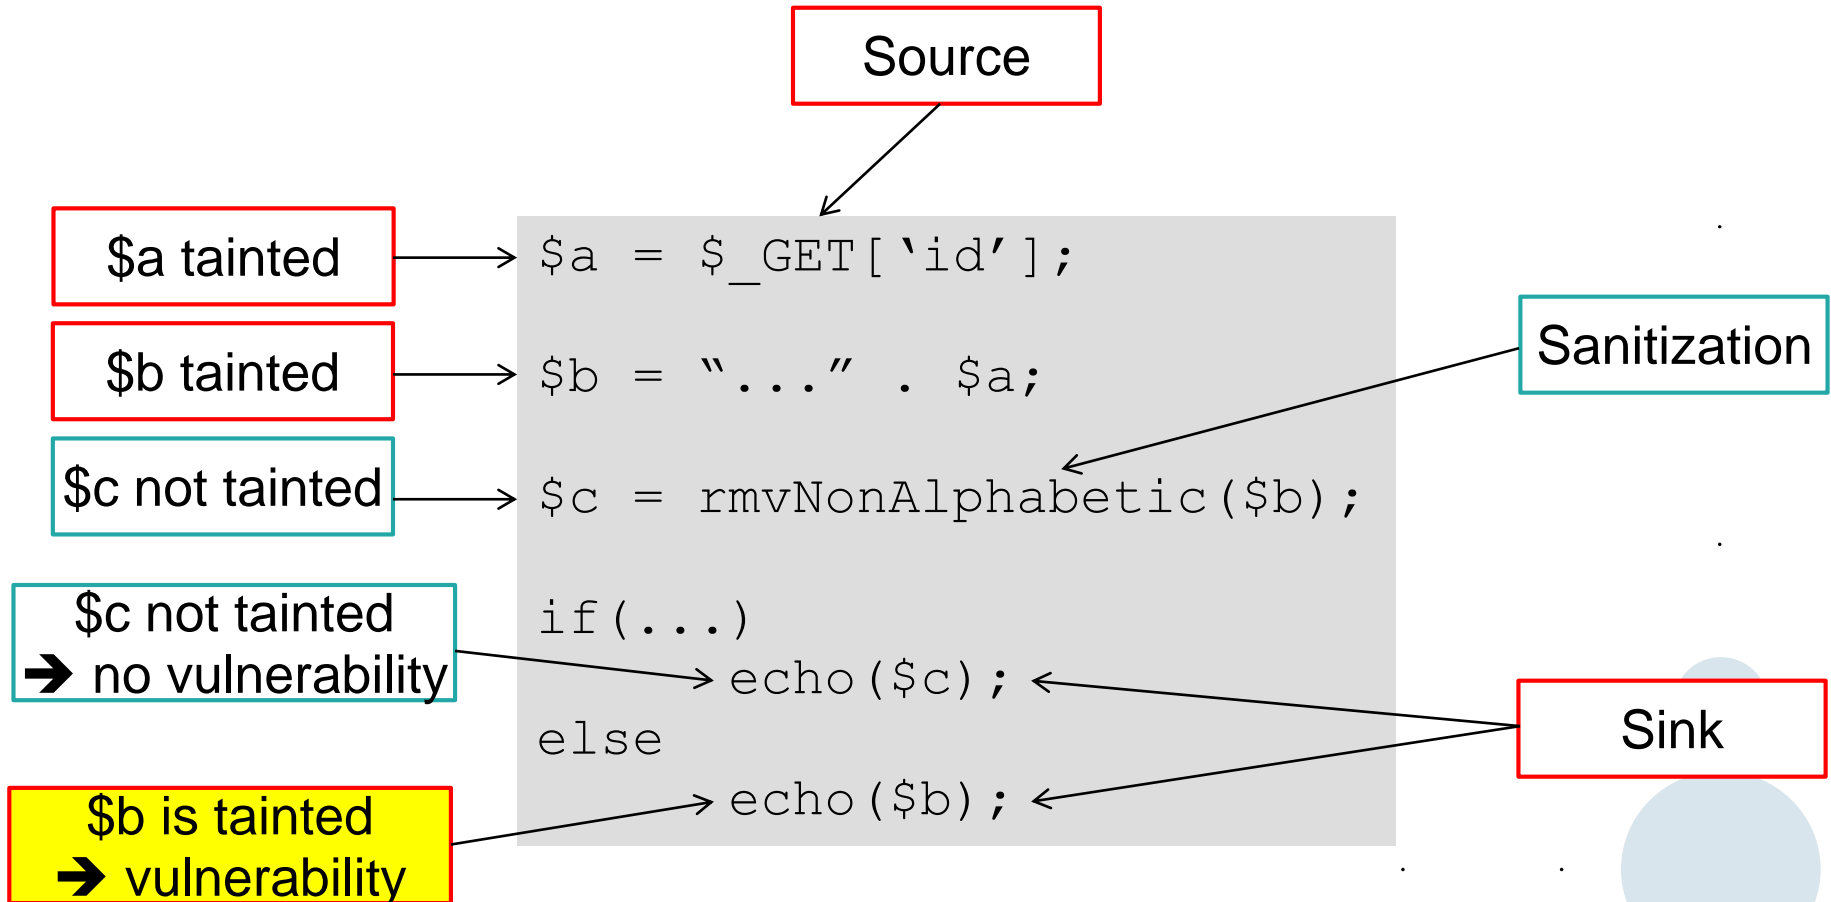 Source
$a tainted
$a = $_GET[‘id’];
$b tainted
$b = “...” . $a;
Sanitization
$c not tainted
$c = rmvNonAlphabetic($b);
$c not tainted
➔ no vulnerability
if(...)
echo($c);
else
echo($b);
Sink
$b is tainted
➔ vulnerability